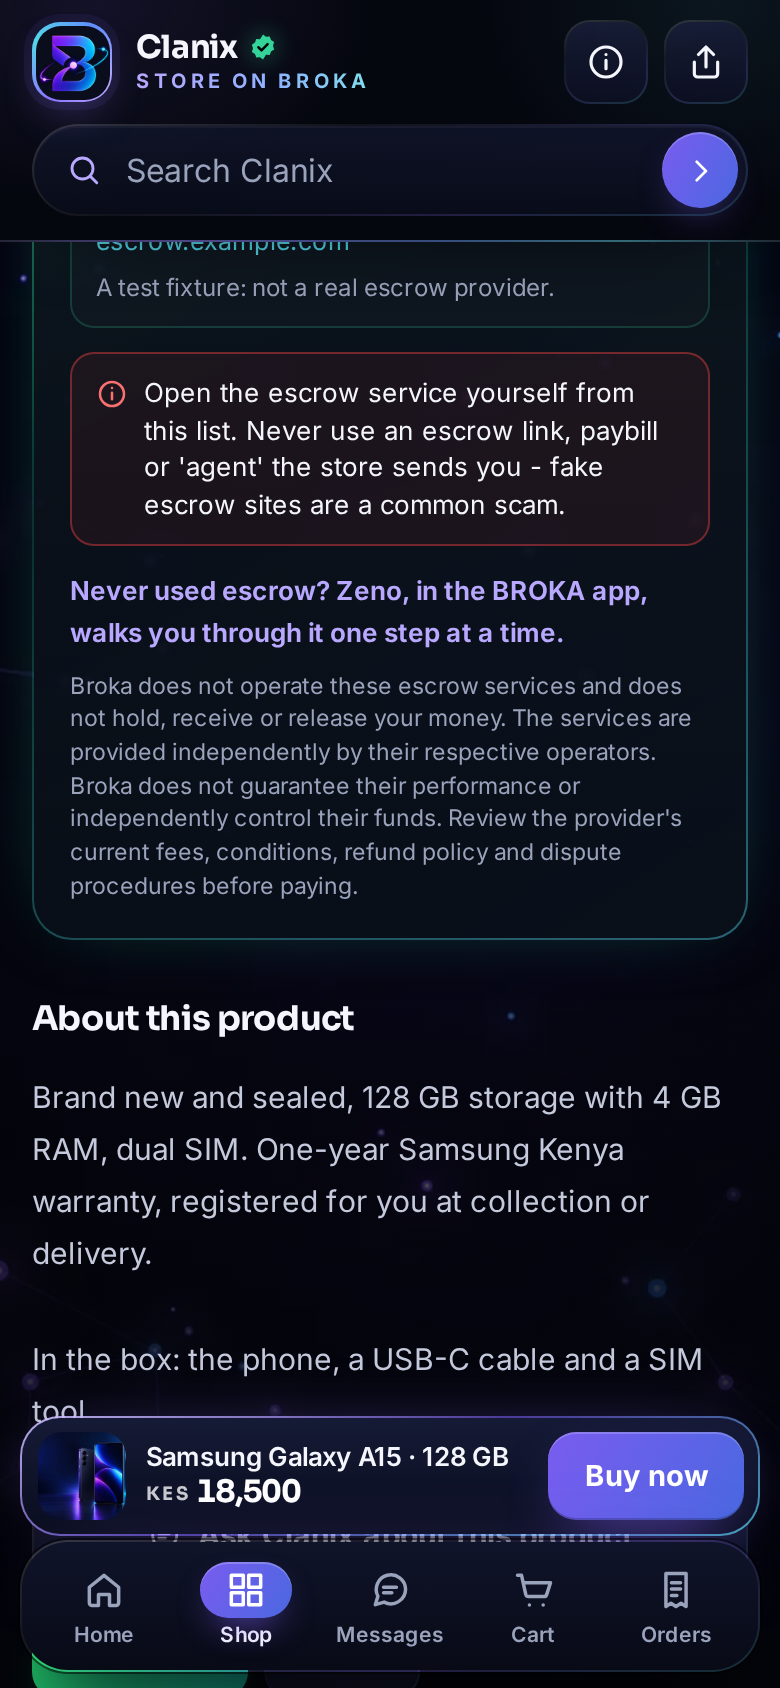 Clanix
STORE ON BROKA
Search Clanix
escrow.example.com
A test fixture: not a real escrow provider.
Open the escrow service yourself from
this list. Never use an escrow link, paybill
or 'agent' the store sends you - fake
escrow sites are a common scam.
Never used escrow? Zeno, in the BROKA app,
walks you through it one step at a time.
Broka does not operate these escrow services and does
not hold, receive or release your money. The services are
provided independently by their respective operators.
Broka does not guarantee their performance or
independently control their funds. Review the provider's
current fees, conditions, refund policy and dispute
procedures before paying.
About this product
Brand new and sealed, 128 GB storage with 4 GB
RAM, dual SIM. One-year Samsung Kenya
warranty, registered for you at collection or
delivery.
In the box: the phone, a USB-C cable and a SIM
tool
Samsung Galaxy A15 · 128 GB
KES 18,500
Buy now
Ask Clanix about this product
Home
Shop
Messages
Cart
Orders